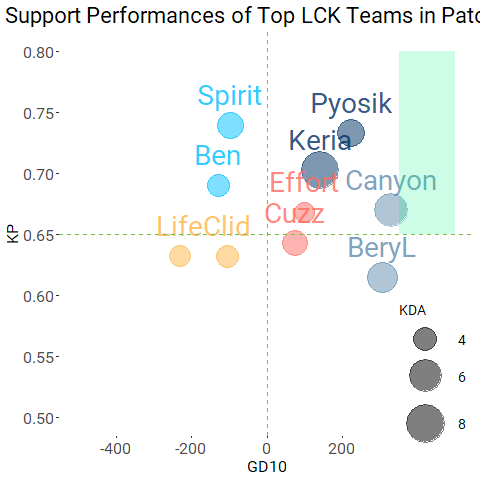 Support Performances of Top LCK Teams in Patc
0.80
0.75
0.70
0.65
0.60
0.55
0.50
KP
Spirit
Pyosik
Keria
Ben
Effort
Canyon
Cuzz
LifeClid
BeryL
KDA
4
6
8
-400
-200
0
200
GD10